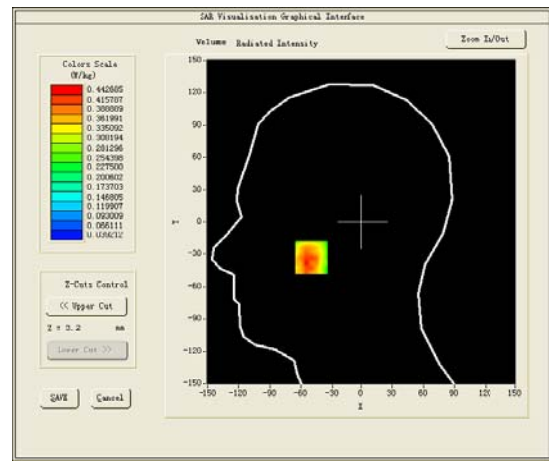 SAR Visualisation Graphical Interface
Volume Radiated Intensity
Zoom In/Out
Colors Scale
(W/kg)
0.442685
0.415787
0.388889
0.361991
0.335092
0.308194
0.281296
0.254398
0.227500
0.200602
0.173703
0.146805
0.119907
0.093009
0.066111
0.039212
Z-Cuts Control
<< Upper Cut
Z = 3.2 mm
Lower Cut >>
SAVE
Cancel
150
120
90
60
30
0
-30
-60
-90
-120
-150
Y
-150 -120 -90 -60 -30 0 30 60 90 120 150
X